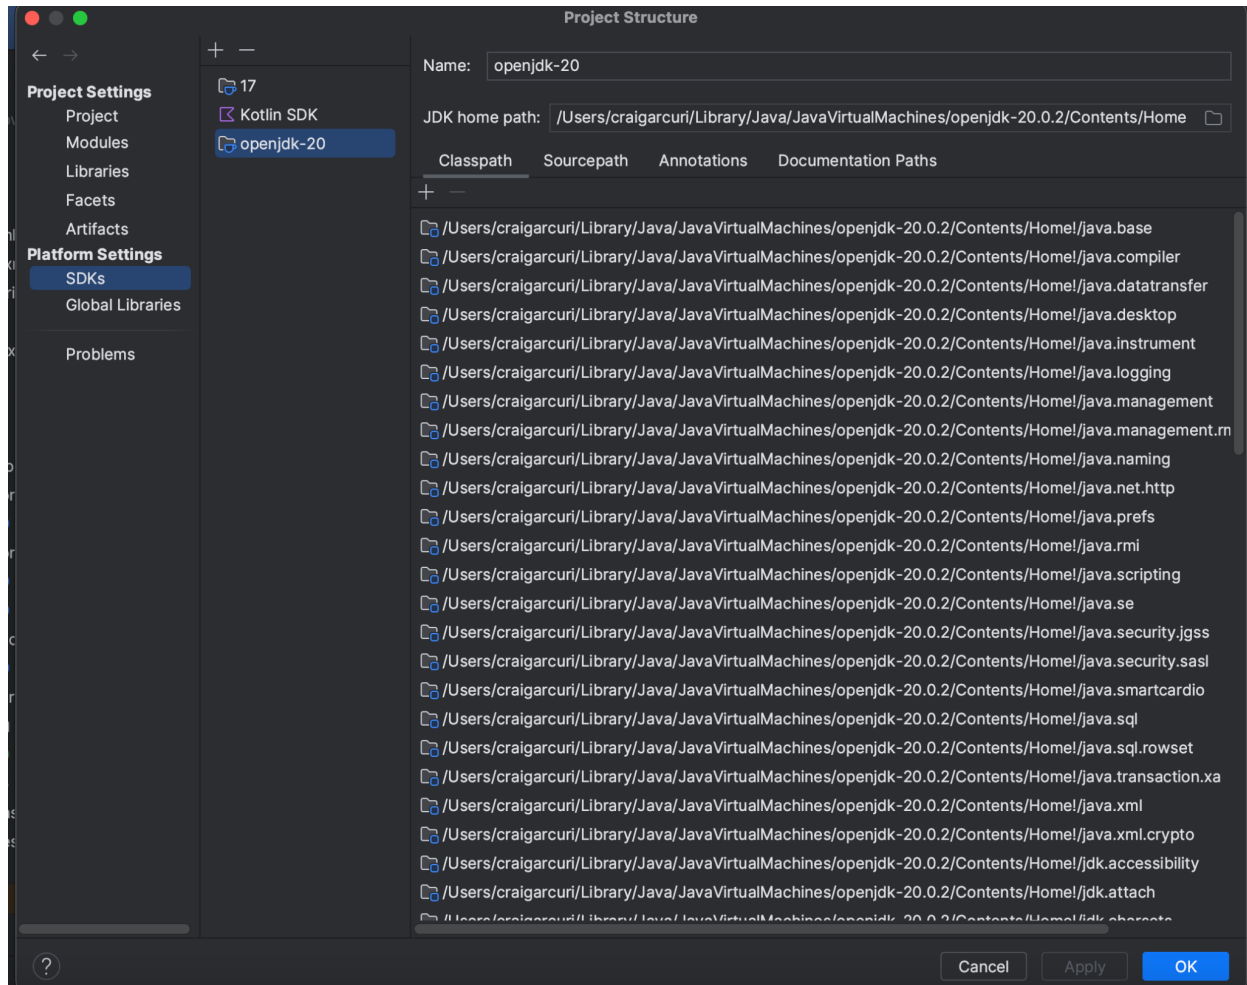 Project Structure
Project Settings
Project
Modules
Libraries
Facets
Artifacts
Platform Settings
SDKs
Global Libraries
Problems
17
Kotlin SDK
openjdk-20
Name: openjdk-20
JDK home path: /Users/craigarcuri/Library/Java/JavaVirtualMachines/openjdk-20.0.2/Contents/Home
Classpath Sourcepath Annotations Documentation Paths
/Users/craigarcuri/Library/Java/JavaVirtualMachines/openjdk-20.0.2/Contents/Home!/java.base
/Users/craigarcuri/Library/Java/JavaVirtualMachines/openjdk-20.0.2/Contents/Home!/java.compiler
/Users/craigarcuri/Library/Java/JavaVirtualMachines/openjdk-20.0.2/Contents/Home!/java.datatransfer
/Users/craigarcuri/Library/Java/JavaVirtualMachines/openjdk-20.0.2/Contents/Home!/java.desktop
/Users/craigarcuri/Library/Java/JavaVirtualMachines/openjdk-20.0.2/Contents/Home!/java.instrument
/Users/craigarcuri/Library/Java/JavaVirtualMachines/openjdk-20.0.2/Contents/Home!/java.logging
/Users/craigarcuri/Library/Java/JavaVirtualMachines/openjdk-20.0.2/Contents/Home!/java.management
/Users/craigarcuri/Library/Java/JavaVirtualMachines/openjdk-20.0.2/Contents/Home!/java.management.rm
/Users/craigarcuri/Library/Java/JavaVirtualMachines/openjdk-20.0.2/Contents/Home!/java.naming
/Users/craigarcuri/Library/Java/JavaVirtualMachines/openjdk-20.0.2/Contents/Home!/java.net.http
/Users/craigarcuri/Library/Java/JavaVirtualMachines/openjdk-20.0.2/Contents/Home!/java.prefs
/Users/craigarcuri/Library/Java/JavaVirtualMachines/openjdk-20.0.2/Contents/Home!/java.rmi
/Users/craigarcuri/Library/Java/JavaVirtualMachines/openjdk-20.0.2/Contents/Home!/java.scripting
/Users/craigarcuri/Library/Java/JavaVirtualMachines/openjdk-20.0.2/Contents/Home!/java.se
/Users/craigarcuri/Library/Java/JavaVirtualMachines/openjdk-20.0.2/Contents/Home!/java.security.jgss
/Users/craigarcuri/Library/Java/JavaVirtualMachines/openjdk-20.0.2/Contents/Home!/java.security.sasl
/Users/craigarcuri/Library/Java/JavaVirtualMachines/openjdk-20.0.2/Contents/Home!/java.smartcardio
/Users/craigarcuri/Library/Java/JavaVirtualMachines/openjdk-20.0.2/Contents/Home!/java.sql
/Users/craigarcuri/Library/Java/JavaVirtualMachines/openjdk-20.0.2/Contents/Home!/java.sql.rowset
/Users/craigarcuri/Library/Java/JavaVirtualMachines/openjdk-20.0.2/Contents/Home!/java.transaction.xa
/Users/craigarcuri/Library/Java/JavaVirtualMachines/openjdk-20.0.2/Contents/Home!/java.xml
/Users/craigarcuri/Library/Java/JavaVirtualMachines/openjdk-20.0.2/Contents/Home!/java.xml.crypto
/Users/craigarcuri/Library/Java/JavaVirtualMachines/openjdk-20.0.2/Contents/Home!/jdk.accessibility
/Users/craigarcuri/Library/Java/JavaVirtualMachines/openjdk-20.0.2/Contents/Home!/jdk.attach
/Users/craigarcuri/Library/Java/JavaVirtualMachines/openjdk-20.0.2/Contents/Home!/jdk.charsets
? Cancel Apply OK